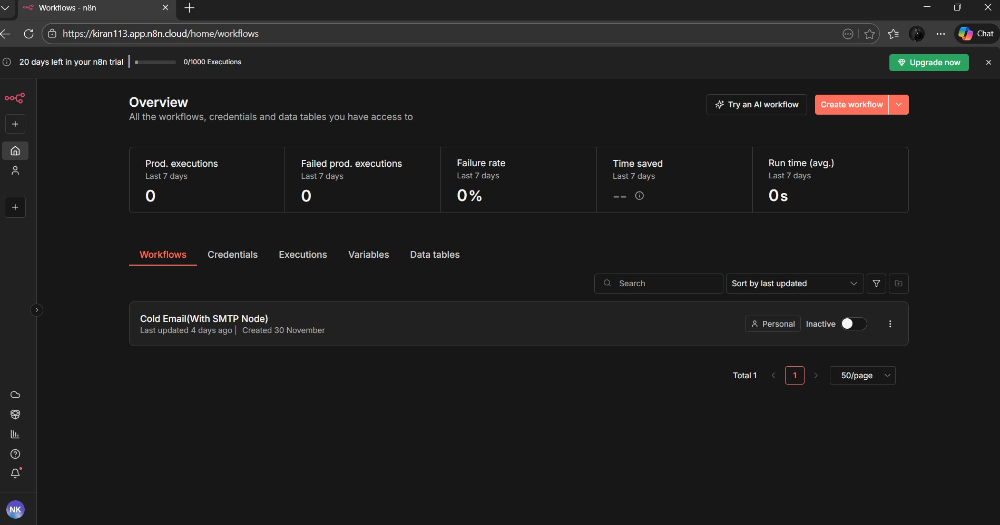 Workflows - n8n
https://kiran113.app.n8n.cloud/home/workflows
Chat
20 days left in your n8n trial
0/1000 Executions
Upgrade now
Overview
All the workflows, credentials and data tables you have access to
Try an AI workflow
Create workflow
Prod. executions
Last 7 days
0
Failed prod. executions
Last 7 days
0
Failure rate
Last 7 days
0%
Time saved
Last 7 days
--
Run time (avg.)
Last 7 days
0s
Workflows
Credentials
Executions
Variables
Data tables
Search
Sort by last updated
Cold Email(With SMTP Node)
Last updated 4 days ago | Created 30 November
Personal
Inactive
Total 1
1
50/page
NK